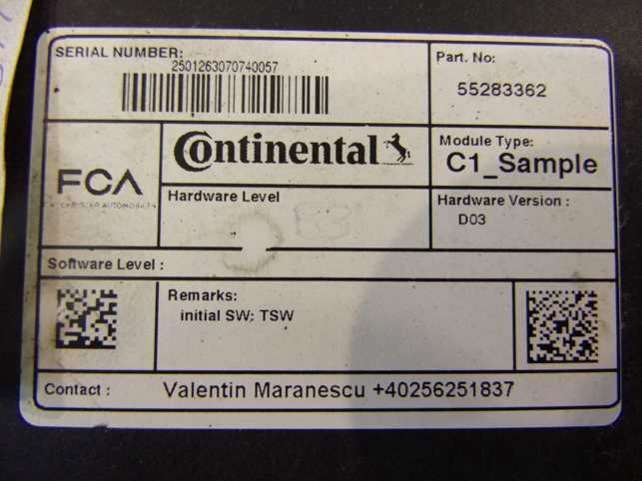 SERIAL NUMBER:
2501263070740057
Part. No:
55283362
FCA
Continental
Module Type:
C1_Sample
Hardware Level
Hardware Version :
D03
Software Level :
Remarks:
initial SW: TSW
Contact : Valentin Maranescu +40256251837